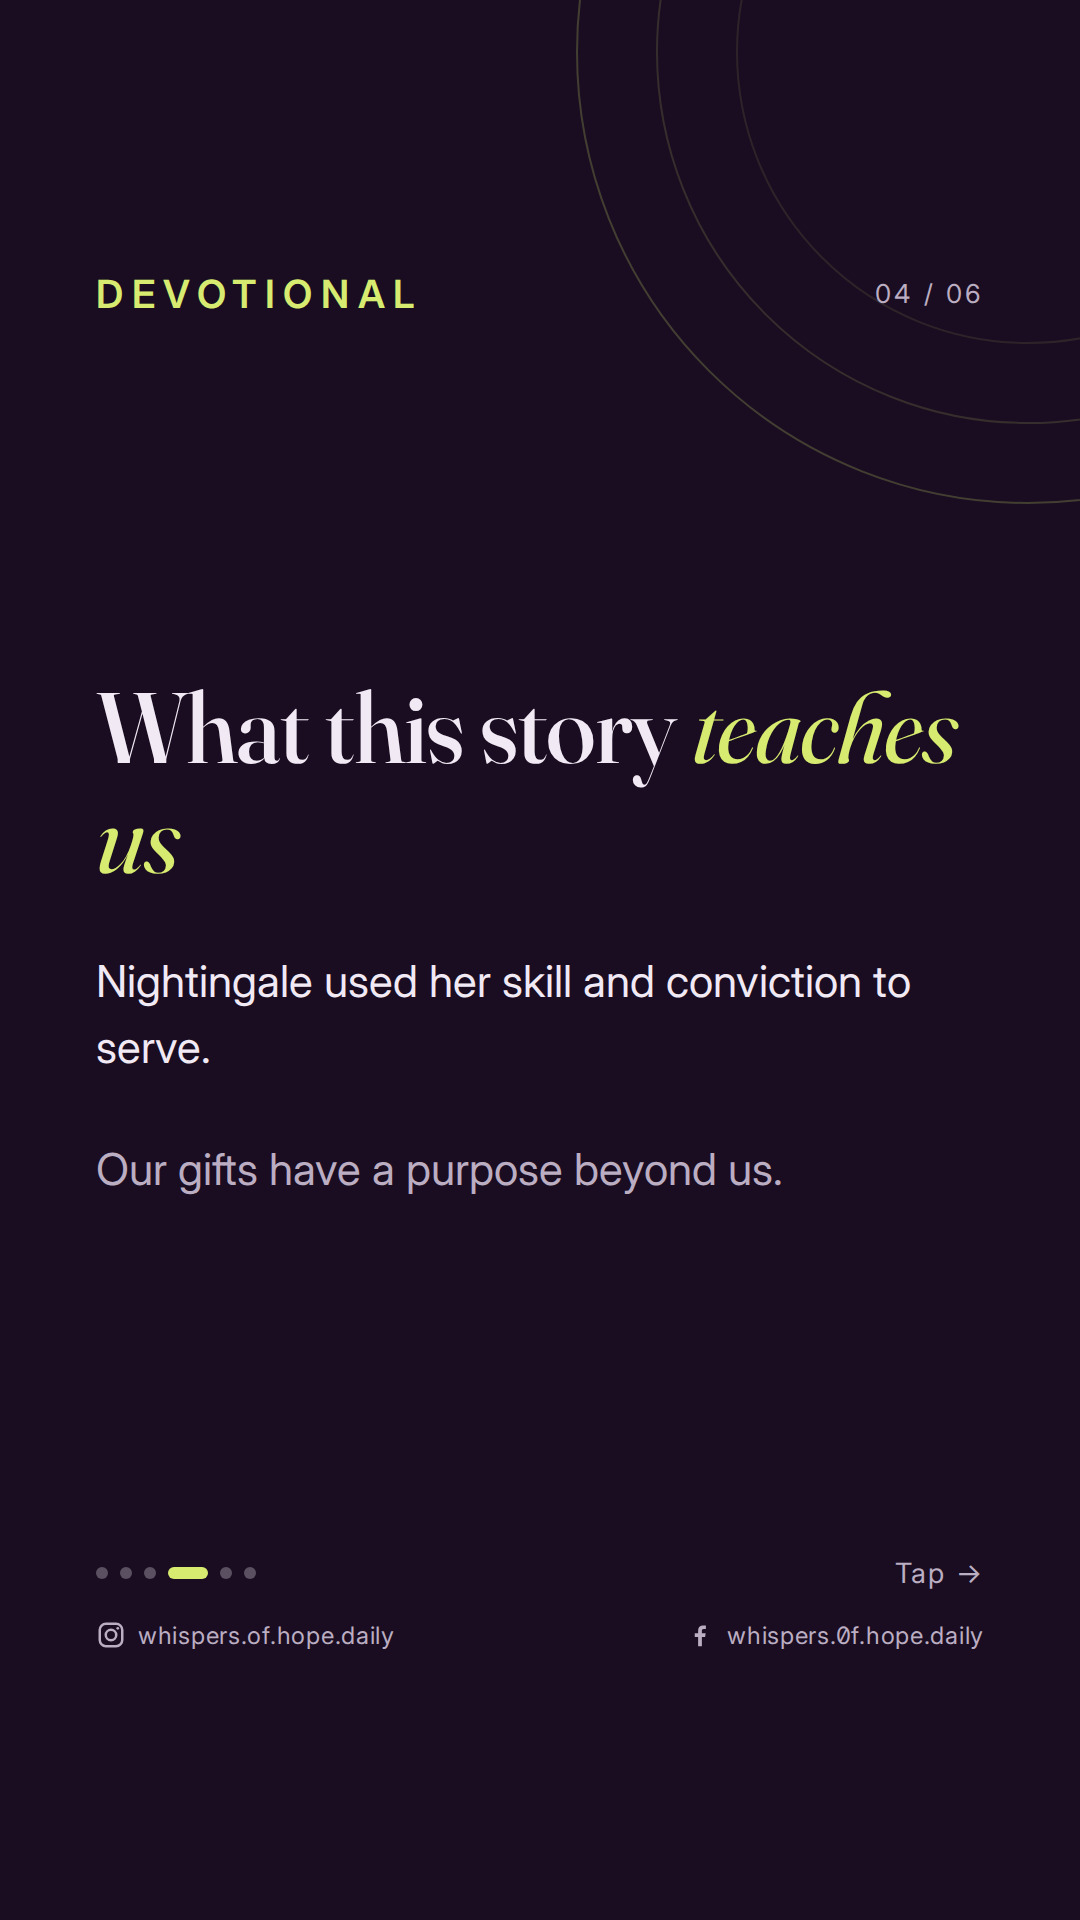 DEVOTIONAL
04 / 06
What this story teaches
us
Nightingale used her skill and conviction to
serve.
Our gifts have a purpose beyond us.
Tap →
whispers.of.hope.daily
whispers.0f.hope.daily